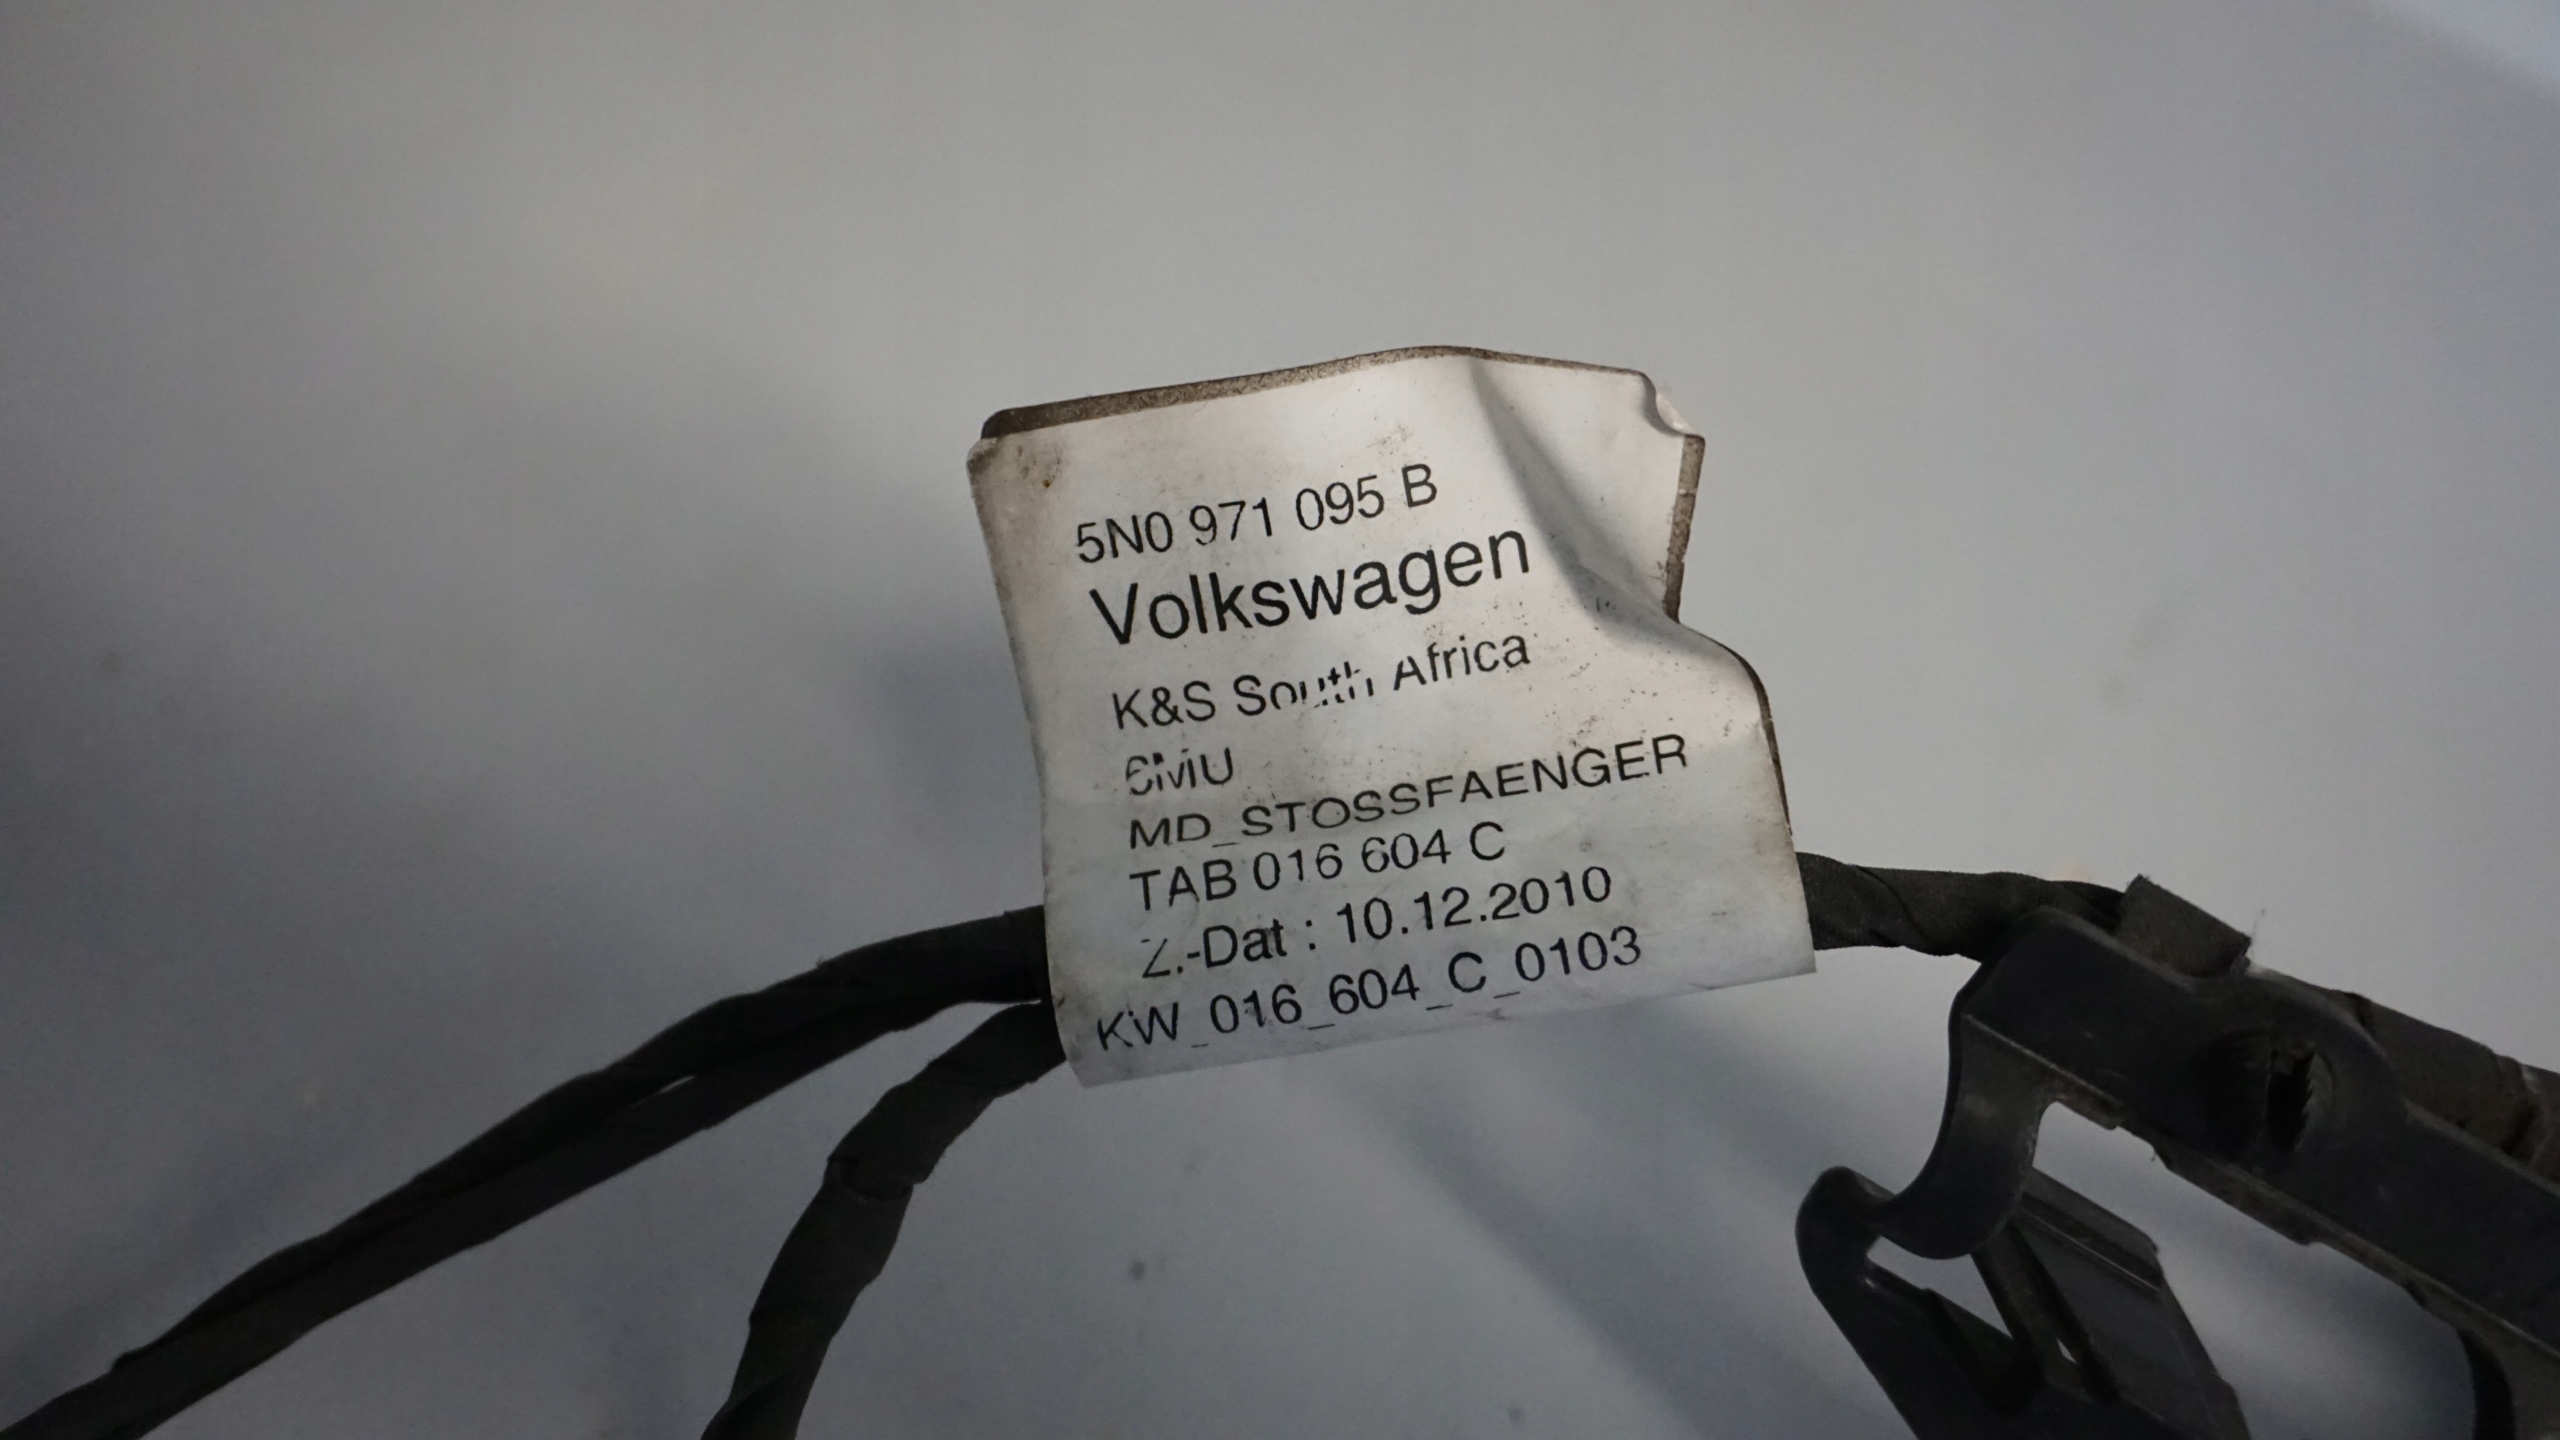 5N0 971 095 B
Volkswagen
K&S South Africa
MD_STOSSFAENGER
TAB 016 604 C
Z.-Dat : 10.12.2010
KW_016_604_C_0103